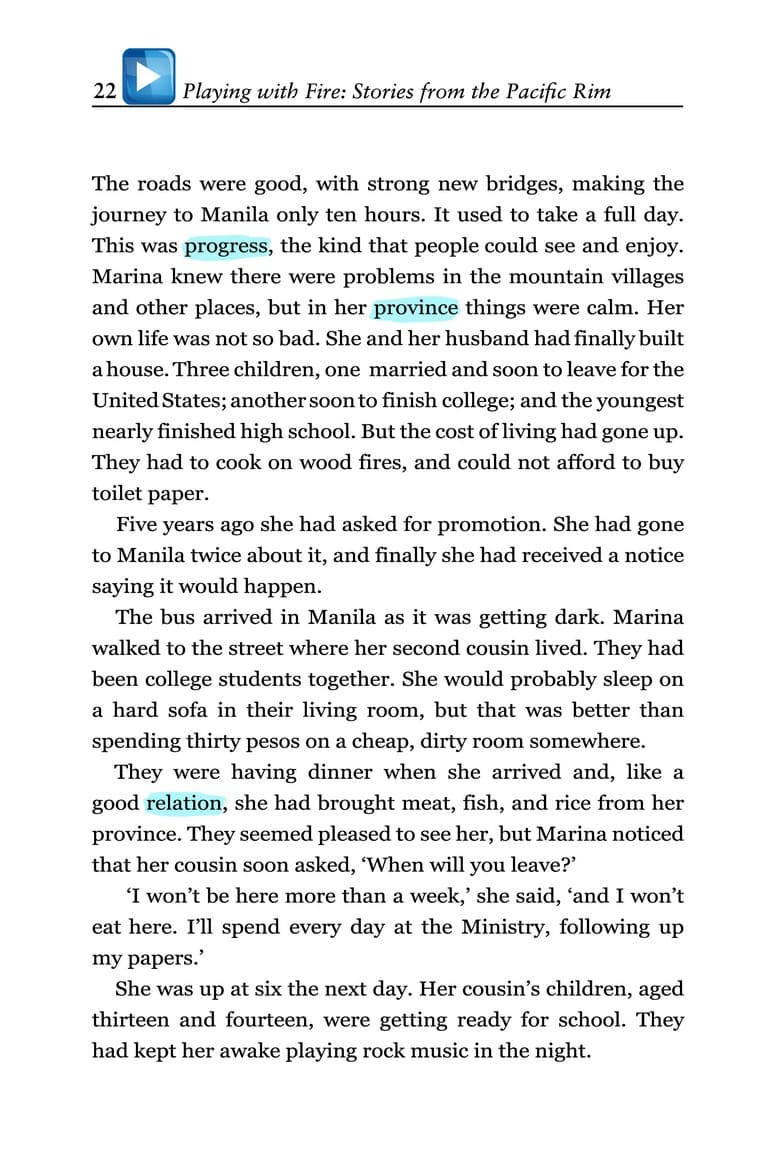 22 Playing with Fire: Stories from the Pacific Rim
The roads were good, with strong new bridges, making the
journey to Manila only ten hours. It used to take a full day.
This was progress, the kind that people could see and enjoy.
Marina knew there were problems in the mountain villages
and other places, but in her province things were calm. Her
own life was not so bad. She and her husband had finally built
a house. Three children, one married and soon to leave for the
United States; another soon to finish college; and the youngest
nearly finished high school. But the cost of living had gone up.
They had to cook on wood fires, and could not afford to buy
toilet paper.
Five years ago she had asked for promotion. She had gone
to Manila twice about it, and finally she had received a notice
saying it would happen.
The bus arrived in Manila as it was getting dark. Marina
walked to the street where her second cousin lived. They had
been college students together. She would probably sleep on
a hard sofa in their living room, but that was better than
spending thirty pesos on a cheap, dirty room somewhere.
They were having dinner when she arrived and, like a
good relation, she had brought meat, fish, and rice from her
province. They seemed pleased to see her, but Marina noticed
that her cousin soon asked, ‘When will you leave?’
‘I won’t be here more than a week,’ she said, ‘and I won’t
eat here. I’ll spend every day at the Ministry, following up
my papers.’
She was up at six the next day. Her cousin’s children, aged
thirteen and fourteen, were getting ready for school. They
had kept her awake playing rock music in the night.